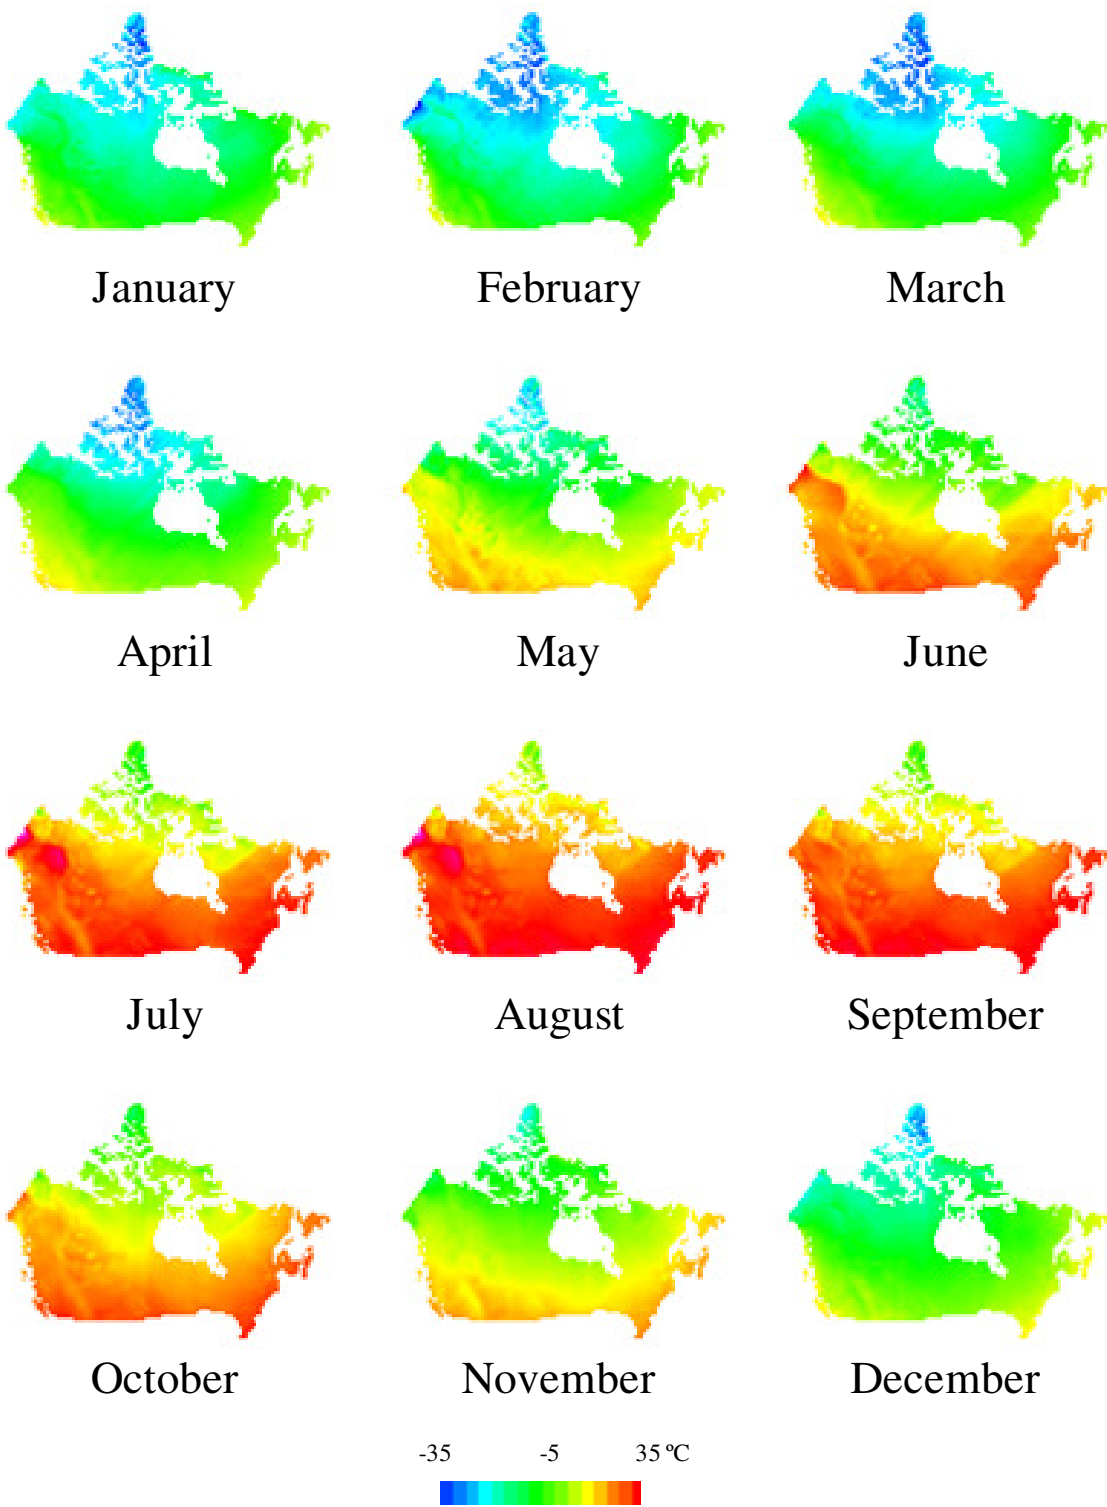 January February March
April May June
July August September
October November December
-35 -5 35 ºC